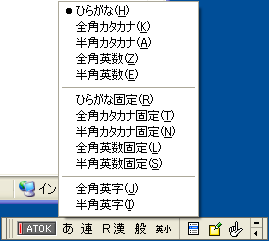 ひらがな(H)
全角カタカナ(K)
半角カタカナ(A)
全角英数(Z)
半角英数(E)
ひらがな固定(R)
全角カタカナ固定(T)
半角カタカナ固定(N)
全角英数固定(L)
半角英数固定(S)
全角英字(J)
半角英字(I)
イン
ATOK あ 連 R漢 般 英小